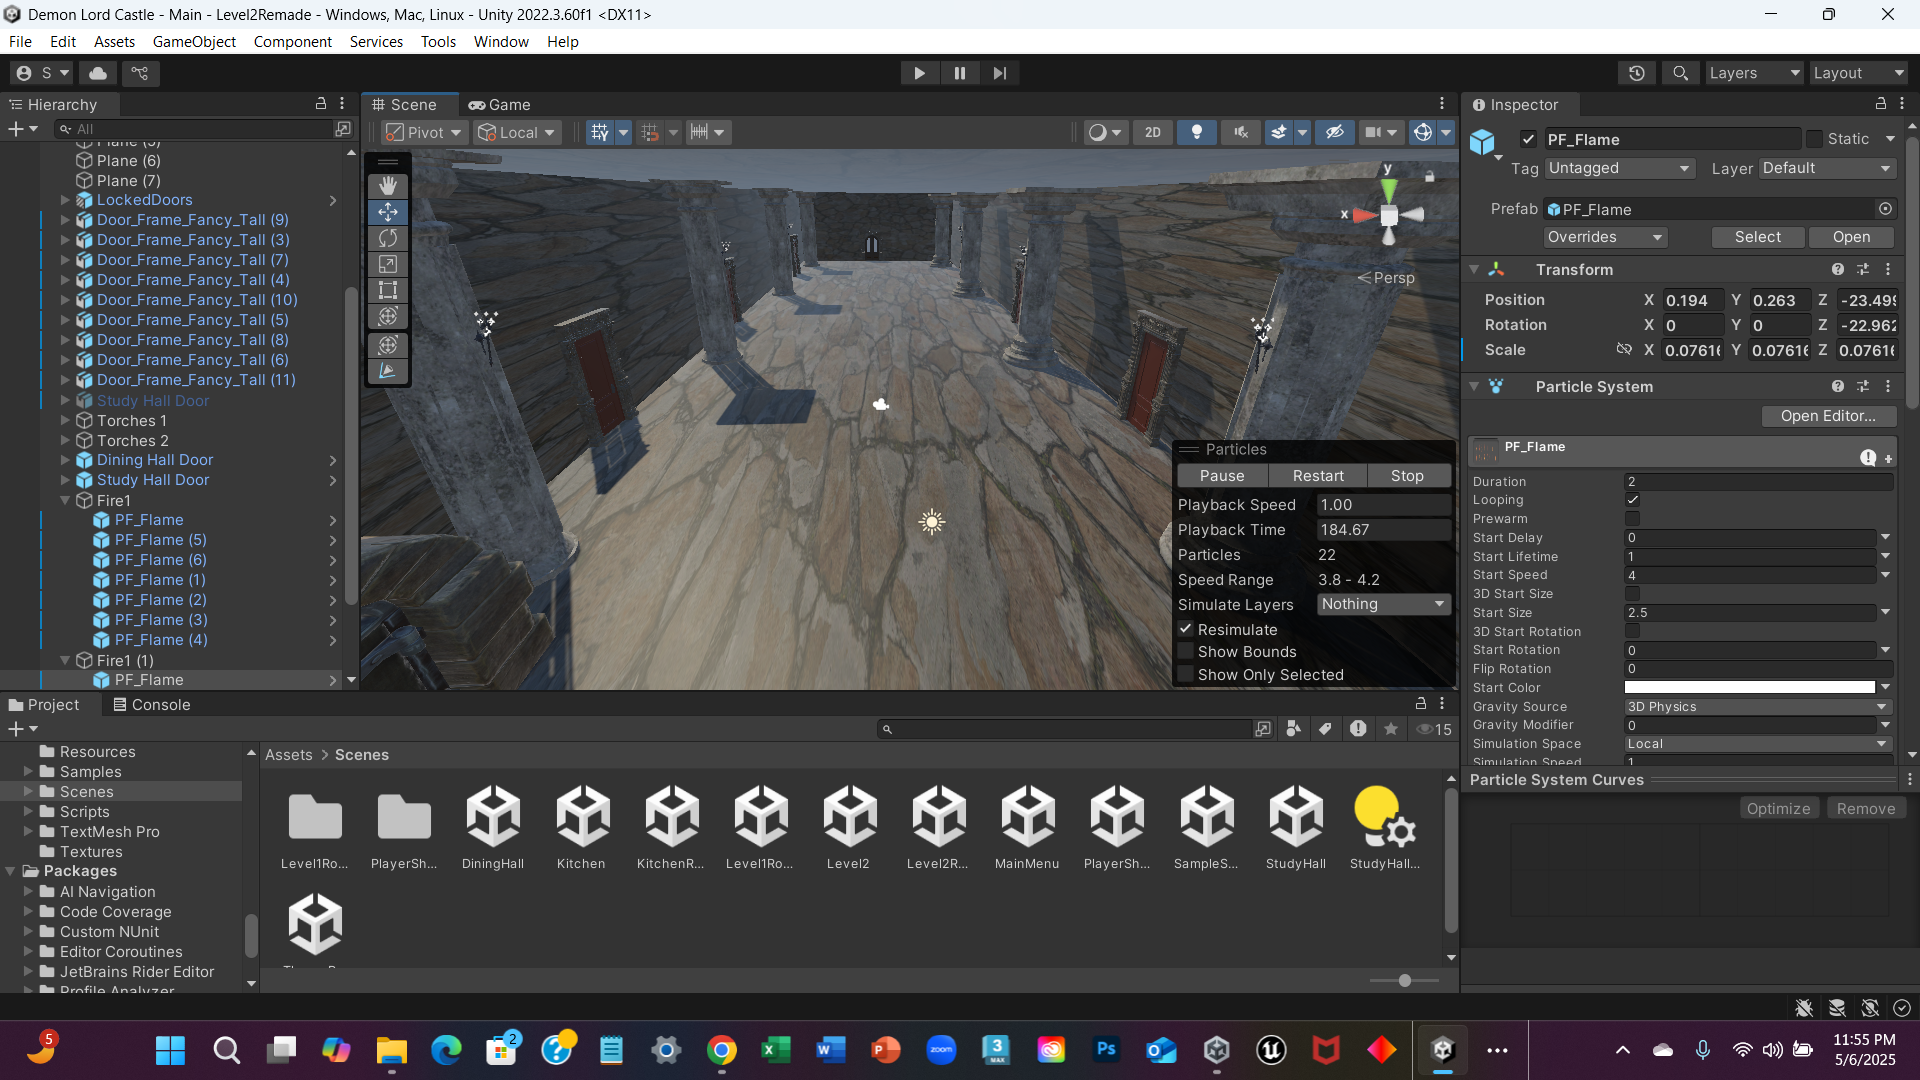 Demon Lord Castle - Main - Level2Remade - Windows, Mac, Linux - Unity 2022.3.60f1 <DX11>
File Edit Assets GameObject Component Services Tools Window Help
S
Layers
Layout
Hierarchy
All
Plane (6)
Plane (7)
LockedDoors
Door_Frame_Fancy_Tall (9)
Door_Frame_Fancy_Tall (3)
Door_Frame_Fancy_Tall (7)
Door_Frame_Fancy_Tall (4)
Door_Frame_Fancy_Tall (10)
Door_Frame_Fancy_Tall (5)
Door_Frame_Fancy_Tall (8)
Door_Frame_Fancy_Tall (6)
Door_Frame_Fancy_Tall (11)
Study Hall Door
Torches 1
Torches 2
Dining Hall Door
Study Hall Door
Fire1
PF_Flame
PF_Flame (5)
PF_Flame (6)
PF_Flame (1)
PF_Flame (2)
PF_Flame (3)
PF_Flame (4)
Fire1 (1)
PF_Flame
Scene
Game
Pivot
Local
2D
y
x
Persp
Particles
Pause Restart Stop
Playback Speed 1.00
Playback Time 184.67
Particles 22
Speed Range 3.8 - 4.2
Simulate Layers Nothing
Resimulate
Show Bounds
Show Only Selected
Inspector
PF_Flame
Static
Tag Untagged Layer Default
Prefab PF_Flame
Overrides Select Open
Transform
Position X 0.194 Y 0.263 Z -23.499
Rotation X 0 Y 0 Z -22.962
Scale X 0.07616 Y 0.07616 Z 0.07616
Particle System
Open Editor...
PF_Flame
Duration 2
Looping
Prewarm
Start Delay 0
Start Lifetime 1
Start Speed 4
3D Start Size
Start Size 2.5
3D Start Rotation
Start Rotation 0
Flip Rotation 0
Start Color
Gravity Source 3D Physics
Gravity Modifier 0
Simulation Space Local
Simulation Speed 1
Particle System Curves
Optimize Remove
Project
Console
15
Resources
Samples
Scenes
Scripts
TextMesh Pro
Textures
Packages
AI Navigation
Code Coverage
Custom NUnit
Editor Coroutines
JetBrains Rider Editor
Profile Analyzer
Assets > Scenes
Level1Ro... PlayerSh... DiningHall Kitchen KitchenR... Level1Ro... Level2 Level2R... MainMenu PlayerSh... SampleS... StudyHall StudyHall...
5
2
zoom
3
MAX
Ps
11:55 PM
5/6/2025